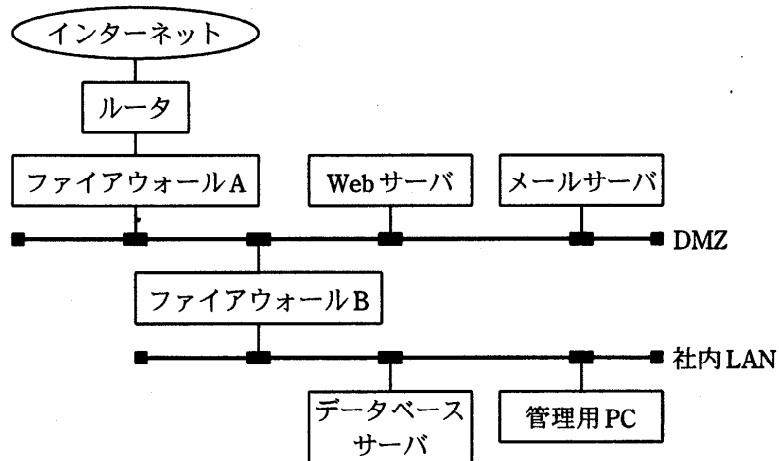 インターネット
ルータ
ファイアウォールA
Webサーバ
メールサーバ
DMZ
ファイアウォールB
社内LAN
データベース
サーバ
管理用PC